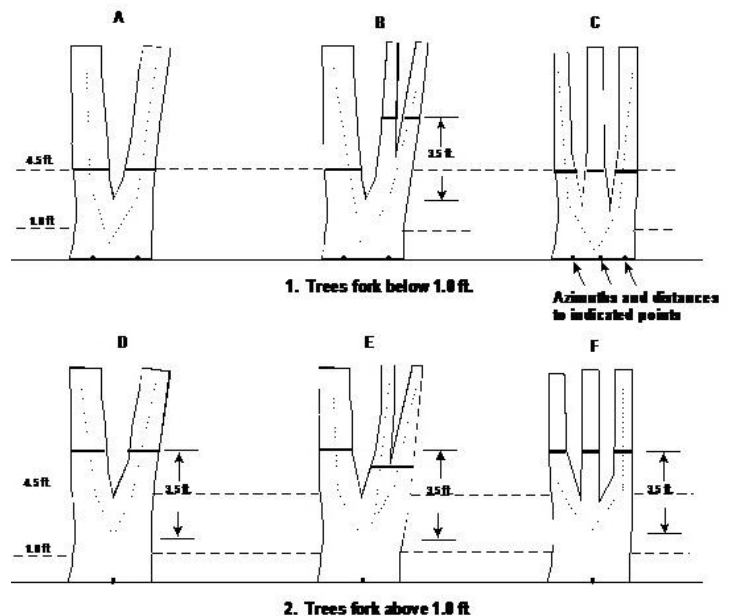 A B C
4.5 ft.
3.5 ft.
1.0 ft.
1. Trees fork below 1.0 ft.
Azimuths and distances
to indicated points
D E F
4.5 ft.
3.5 ft. 3.5 ft. 3.5 ft.
1.0 ft.
2. Trees fork above 1.0 ft